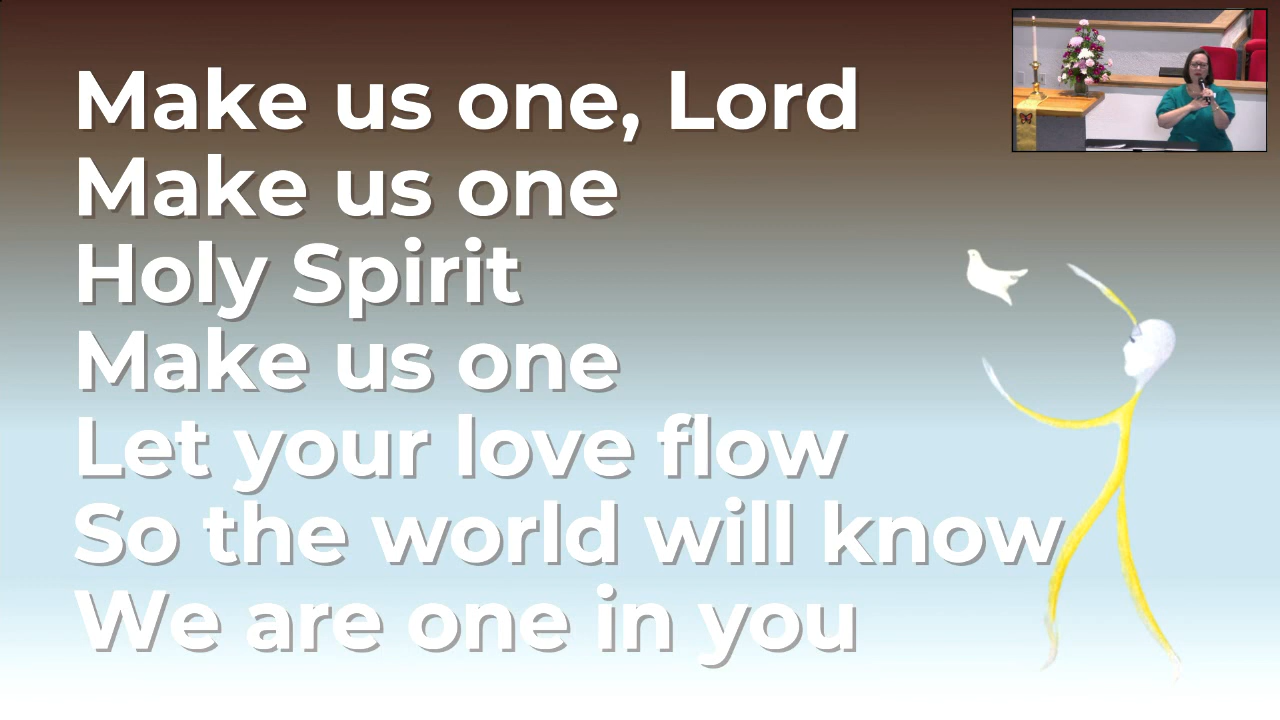 Make us one, Lord
Make us one
Holy Spirit
Make us one
Let your love flow
So the world will know
We are one in you